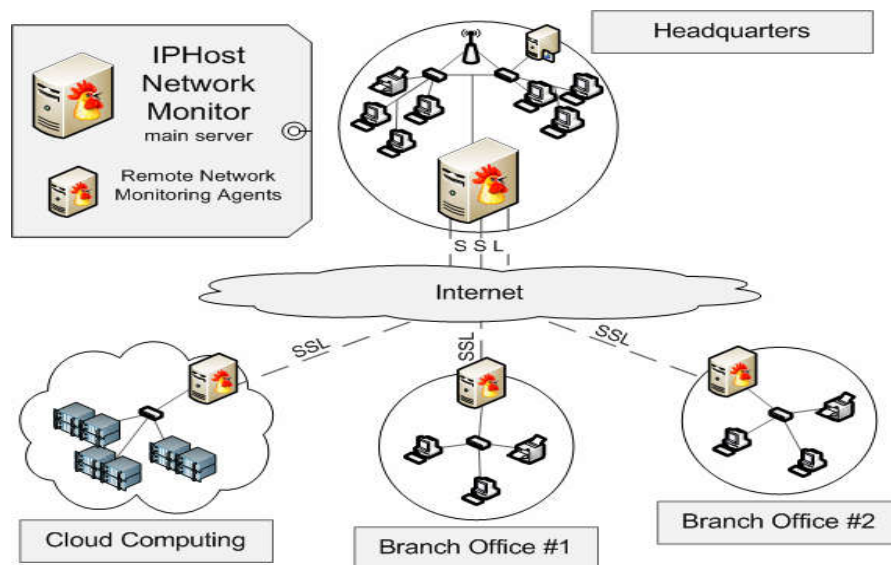 IPHost
Network
Monitor
main server
Remote Network
Monitoring Agents
Headquarters
S S L
Internet
SSL
SSL
SSL
Cloud Computing
Branch Office #1
Branch Office #2